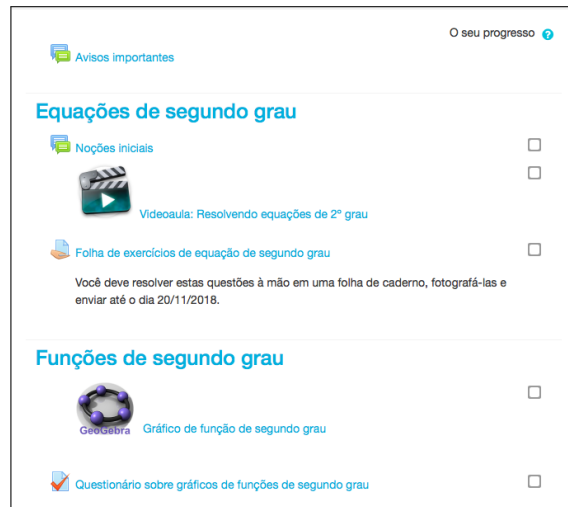 O seu progresso
Avisos importantes
Equações de segundo grau
Noções iniciais
Videoaula: Resolvendo equações de 2º grau
Folha de exercícios de equação de segundo grau
Você deve resolver estas questões à mão em uma folha de caderno, fotografá-las e
enviar até o dia 20/11/2018.
Funções de segundo grau
GeoGebra
Gráfico de função de segundo grau
Questionário sobre gráficos de funções de segundo grau